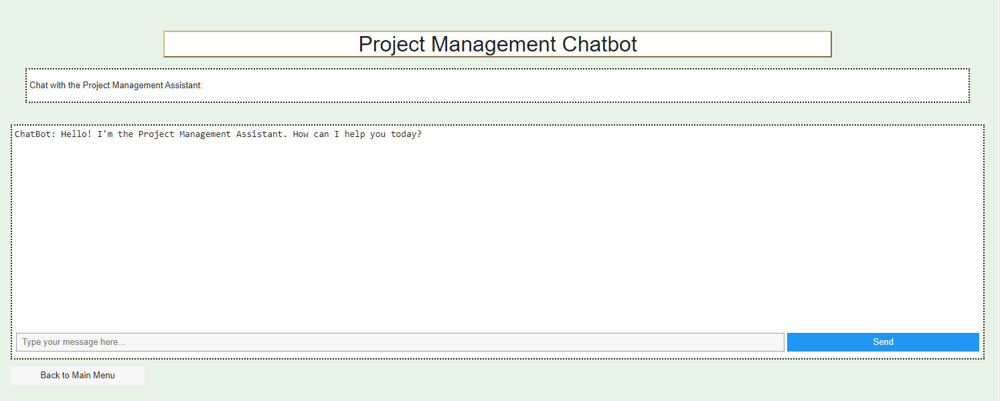 Project Management Chatbot
Chat with the Project Management Assistant:
ChatBot: Hello! I'm the Project Management Assistant. How can I help you today?
Type your message here...
Send
Back to Main Menu